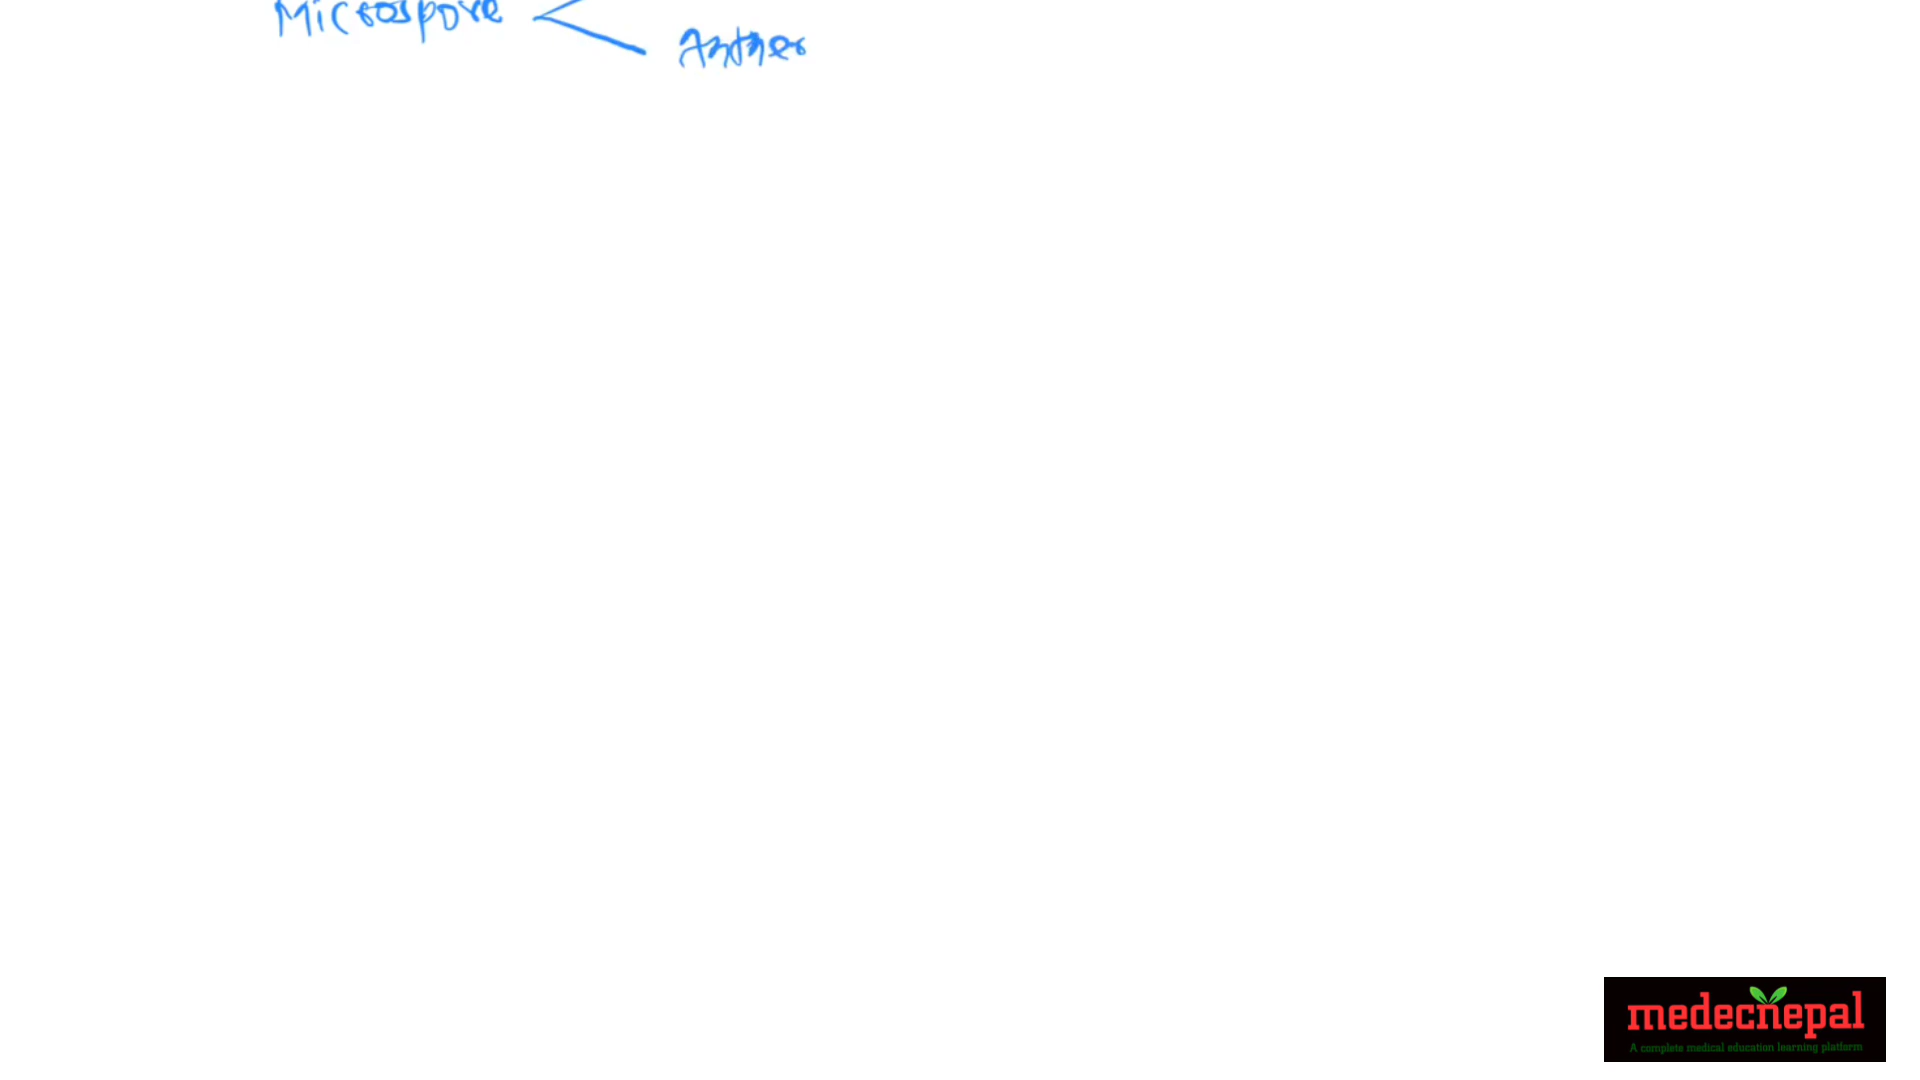 Microspore
Anther
medecnepal
A complete medical education learning platform